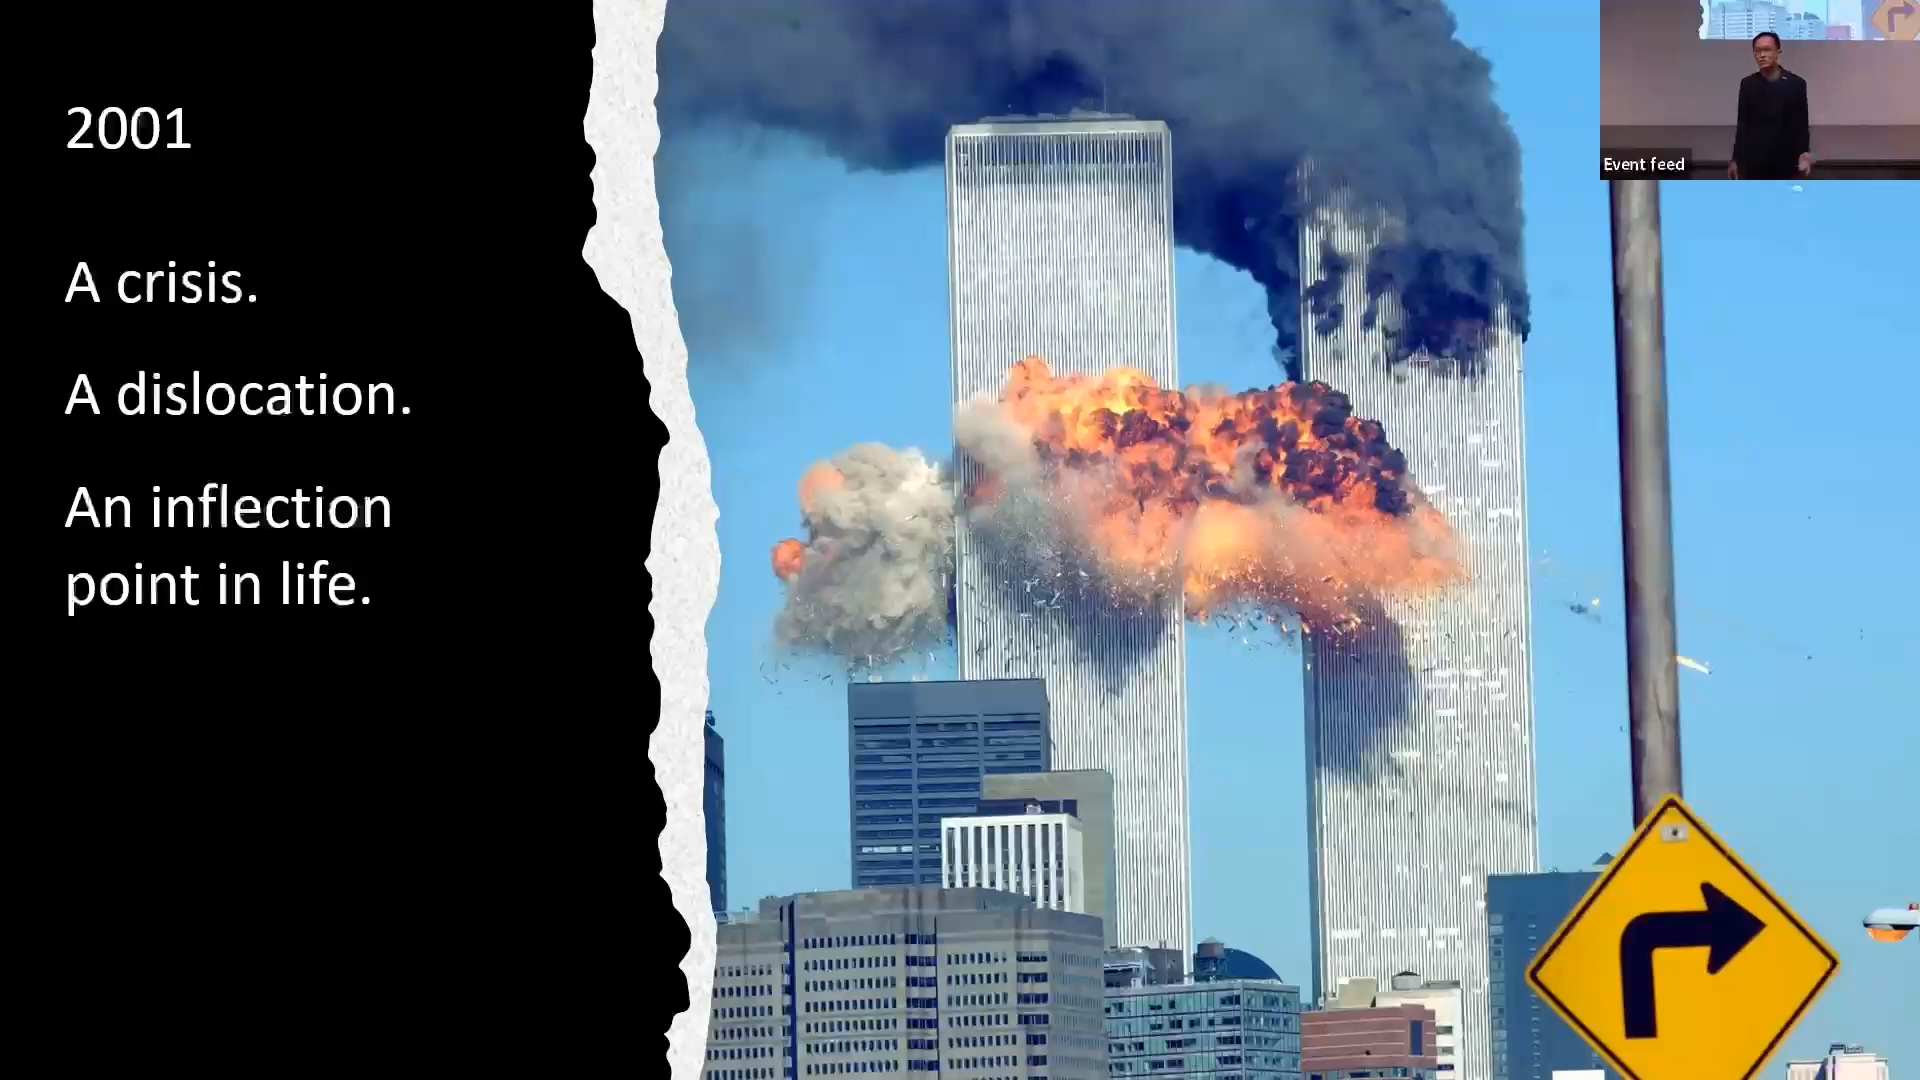 2001
A crisis.
A dislocation.
An inflection
point in life.
Event feed